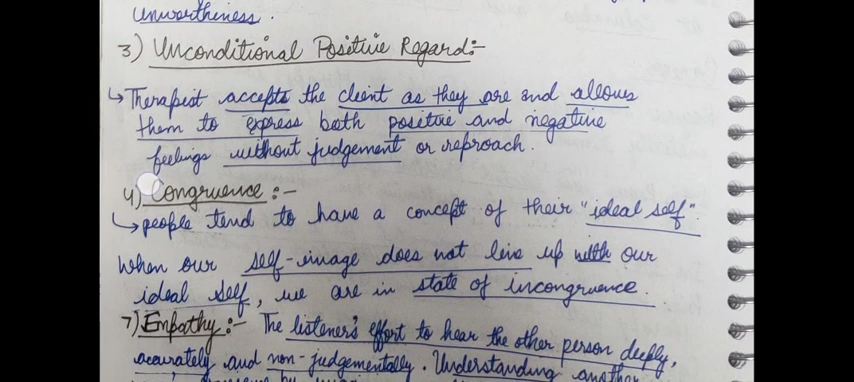 unworthiness.
3) Unconditional Positive Regard:-
↳ Therapist accepts the client as they are and allows
them to express both positive and negative
feelings without judgement or reproach.
4) Congruence :-
↳ people tend to have a concept of their "ideal self".
When our self-image does not live up with our
ideal self, we are in state of incongruence.
7) Empathy:- The listener's effort to hear the other person deeply,
accurately and non-judgementally. Understanding another